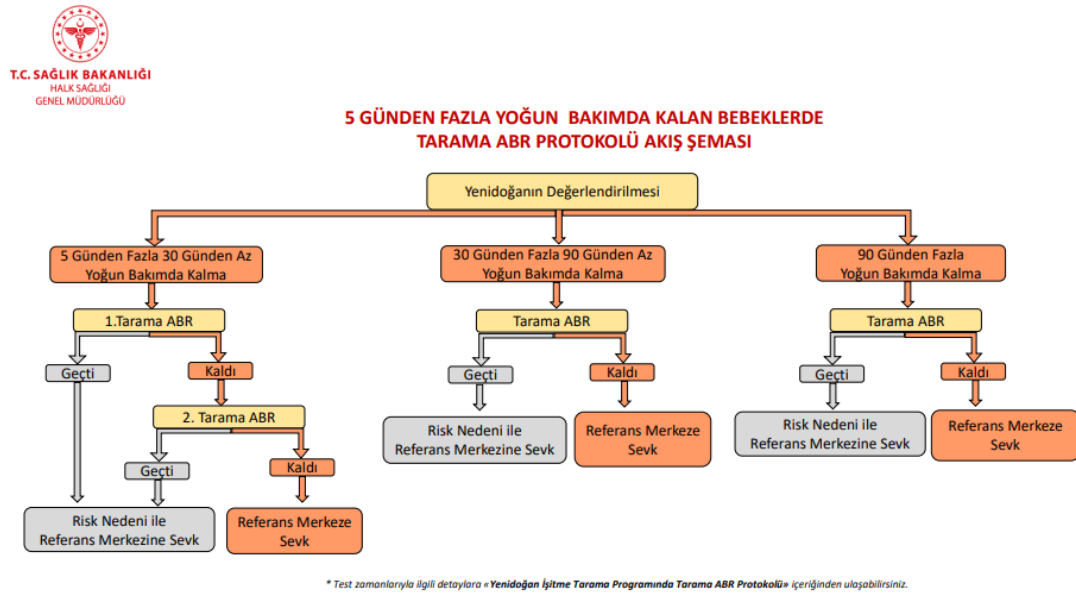 T.C. SAĞLIK BAKANLIĞI
HALK SAĞLIĞI
GENEL MÜDÜRLÜĞÜ
5 GÜNDEN FAZLA YOĞUN BAKIMDA KALAN BEBEKLERDE
TARAMA ABR PROTOKOLÜ AKIŞ ŞEMASI
Yenidoğanın Değerlendirilmesi
5 Günden Fazla 30 Günden Az
Yoğun Bakımda Kalma
1.Tarama ABR
Geçti
Kaldı
2. Tarama ABR
Geçti
Kaldı
Risk Nedeni ile
Referans Merkezine Sevk
Referans Merkeze
Sevk
30 Günden Fazla 90 Günden Az
Yoğun Bakımda Kalma
Tarama ABR
Geçti
Kaldı
Risk Nedeni ile
Referans Merkezine Sevk
Referans Merkeze
Sevk
90 Günden Fazla
Yoğun Bakımda Kalma
Tarama ABR
Geçti
Kaldı
Risk Nedeni ile
Referans Merkezine Sevk
Referans Merkeze
Sevk
* Test zamanlarıyla ilgili detaylara «Yenidoğan İşitme Tarama Programında Tarama ABR Protokolü» içeriğinden ulaşabilirsiniz.